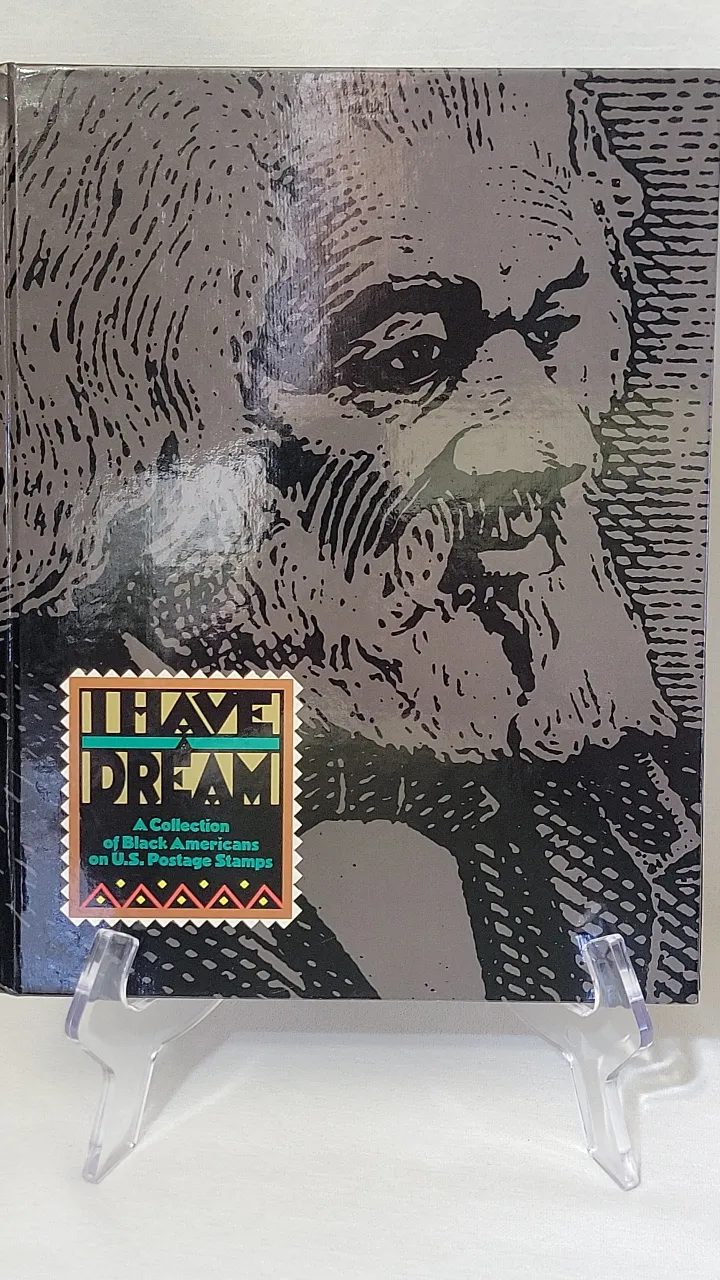 I HAVE
A
DREAM
A Collection
of Black Americans
on U.S. Postage Stamps